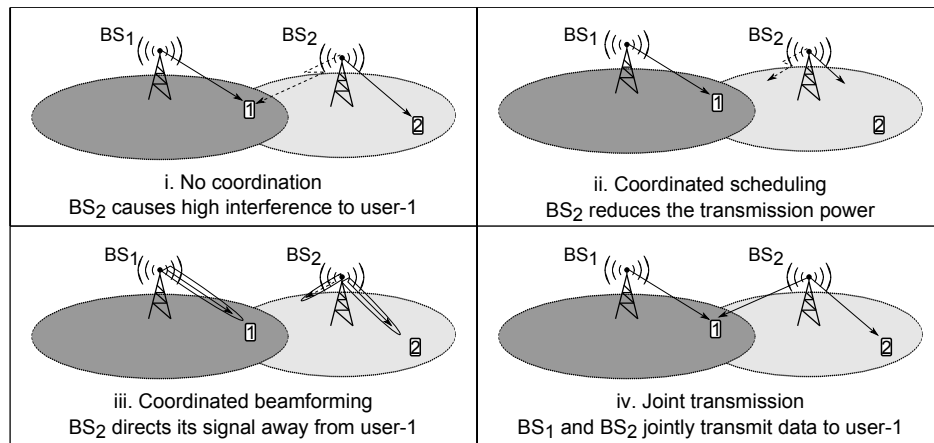 BS1
BS2
1
2
i. No coordination
BS2 causes high interference to user-1
BS1
BS2
1
2
ii. Coordinated scheduling
BS2 reduces the transmission power
BS1
BS2
1
2
iii. Coordinated beamforming
BS2 directs its signal away from user-1
BS1
BS2
1
2
iv. Joint transmission
BS1 and BS2 jointly transmit data to user-1